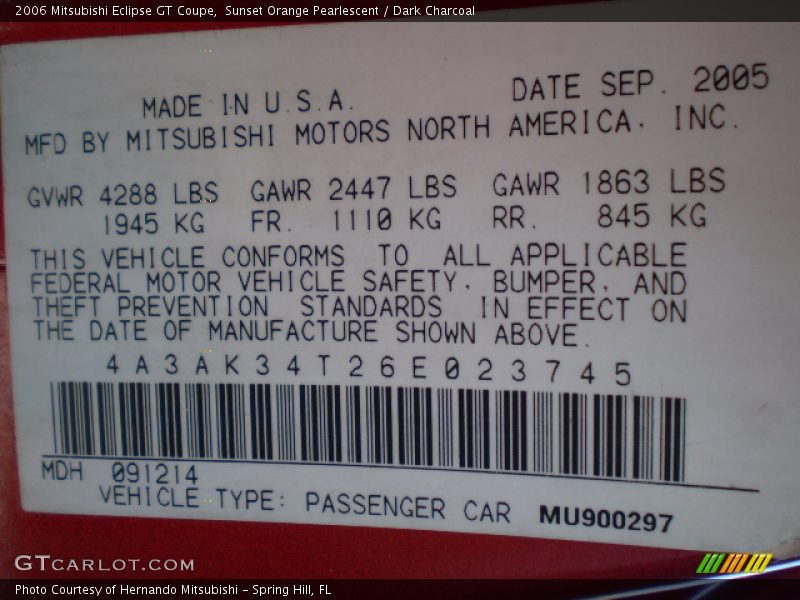 2006 Mitsubishi Eclipse GT Coupe,  Sunset Orange Pearlescent / Dark Charcoal
MADE IN U.S.A. DATE SEP. 2005
MFD BY MITSUBISHI MOTORS NORTH AMERICA. INC.
GVWR 4288 LBS GAWR 2447 LBS GAWR 1863 LBS
1945 KG FR. 1110 KG RR. 845 KG
THIS VEHICLE CONFORMS TO ALL APPLICABLE
FEDERAL MOTOR VEHICLE SAFETY. BUMPER. AND
THEFT PREVENTION STANDARDS IN EFFECT ON
THE DATE OF MANUFACTURE SHOWN ABOVE.
4A3AK34T26E023745
MDH 091214
VEHICLE TYPE: PASSENGER CAR MU900297
GTCARLOT.COM
Photo Courtesy of Hernando Mitsubishi – Spring Hill, FL